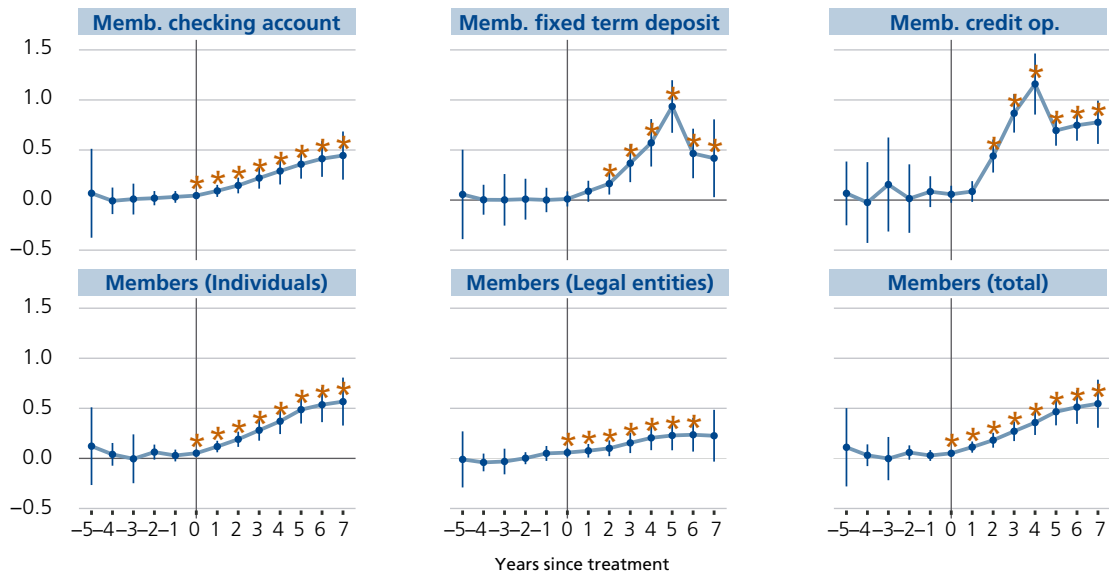 Memb. checking account Memb. fixed term deposit Memb. credit op.
1.5
1.0
0.5
0.0
−0.5
Members (Individuals) Members (Legal entities) Members (total)
1.5
1.0
0.5
0.0
−0.5
−5 −4 −3 −2 −1 0 1 2 3 4 5 6 7 −5 −4 −3 −2 −1 0 1 2 3 4 5 6 7 −5 −4 −3 −2 −1 0 1 2 3 4 5 6 7
Years since treatment